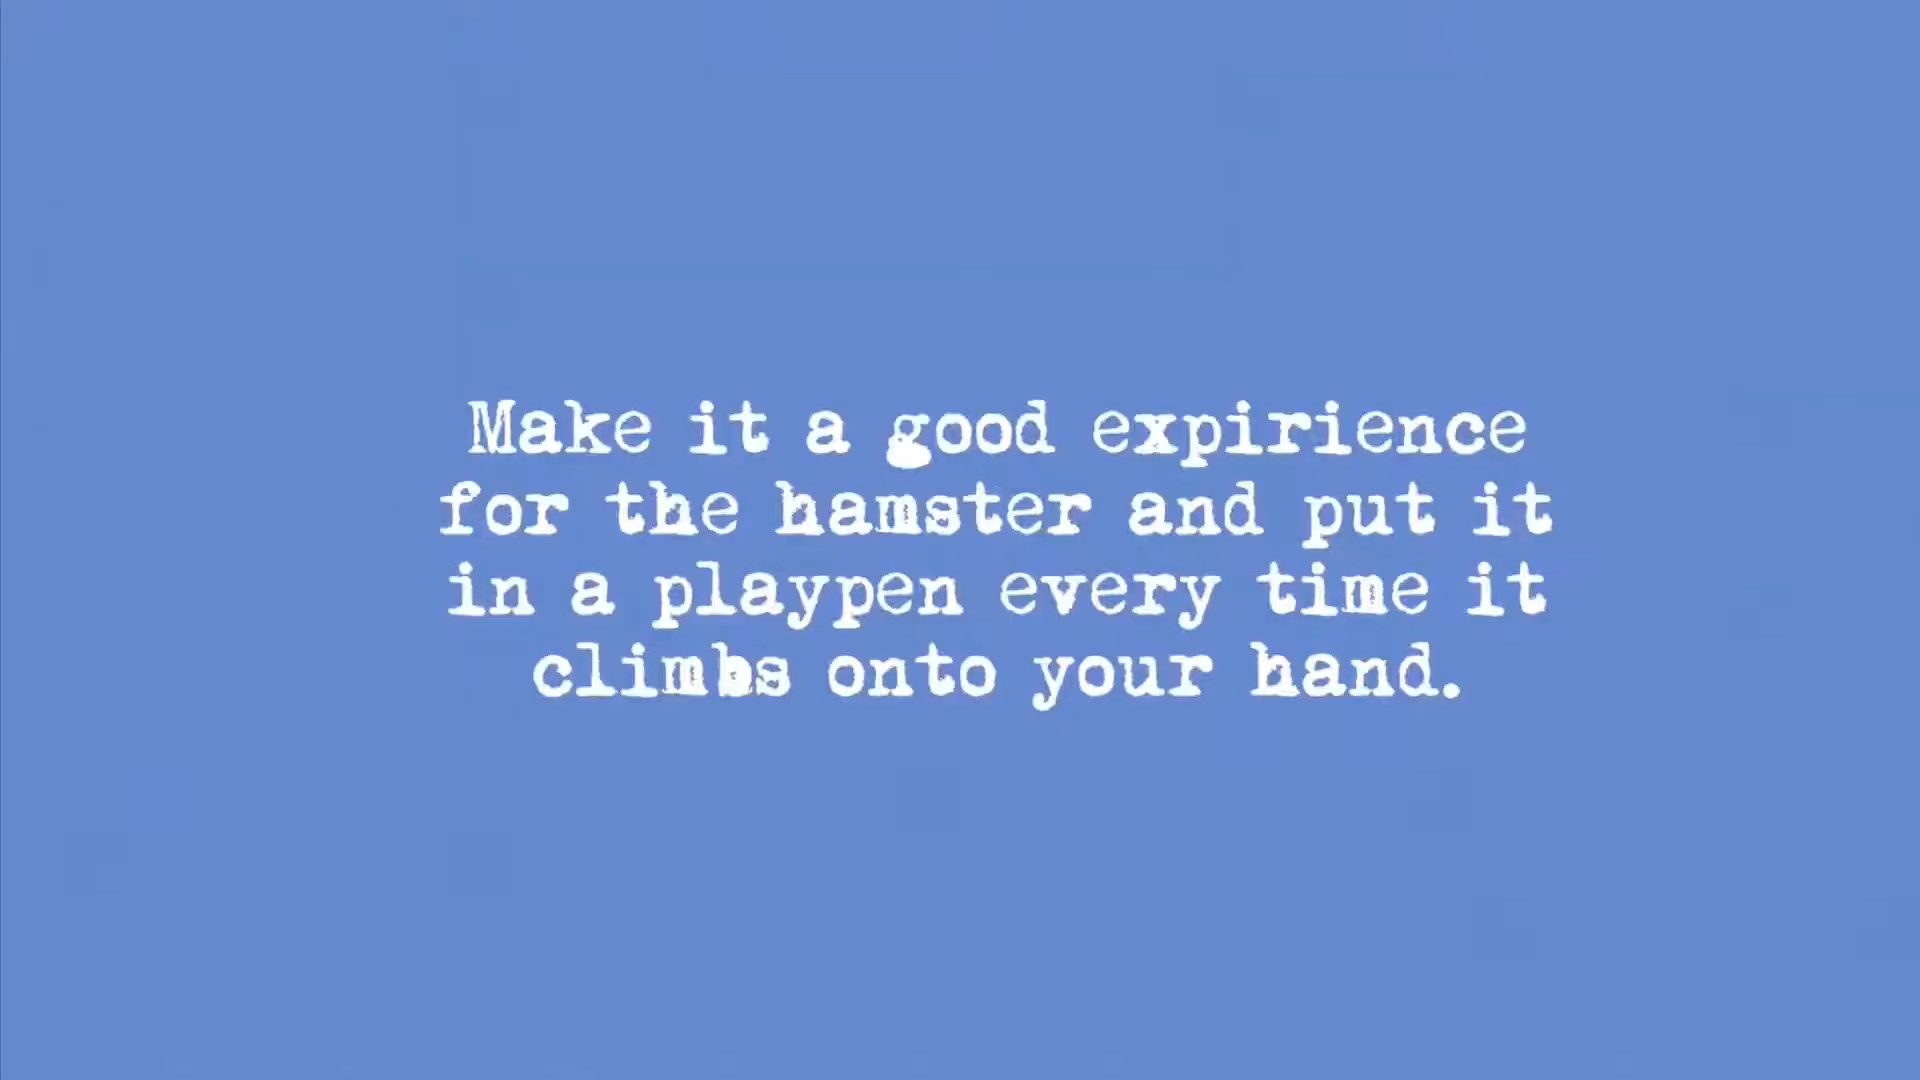 Make it a good expirience
for the hamster and put it
in a playpen every time it
climbs onto your hand.